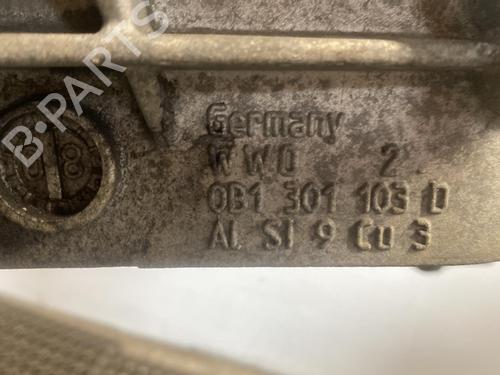 B-PARTS
Germany
WWO 2
0B1 301 103 D
AL SI 9 Cu 3